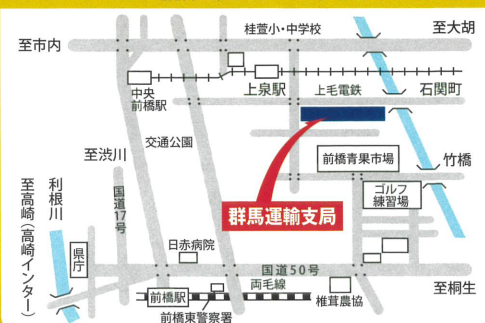 桂萱小・中学校
至大胡
至市内
中央
前橋駅
上泉駅
上毛電鉄
石関町
交通公園
至渋川
国道17号
前橋青果市場
竹橋
ゴルフ
練習場
群馬運輸支局
利根川
至高崎(高崎インター)
県庁
日赤病院
国道50号
両毛線
至桐生
前橋駅
前橋東警察署
椎茸農協